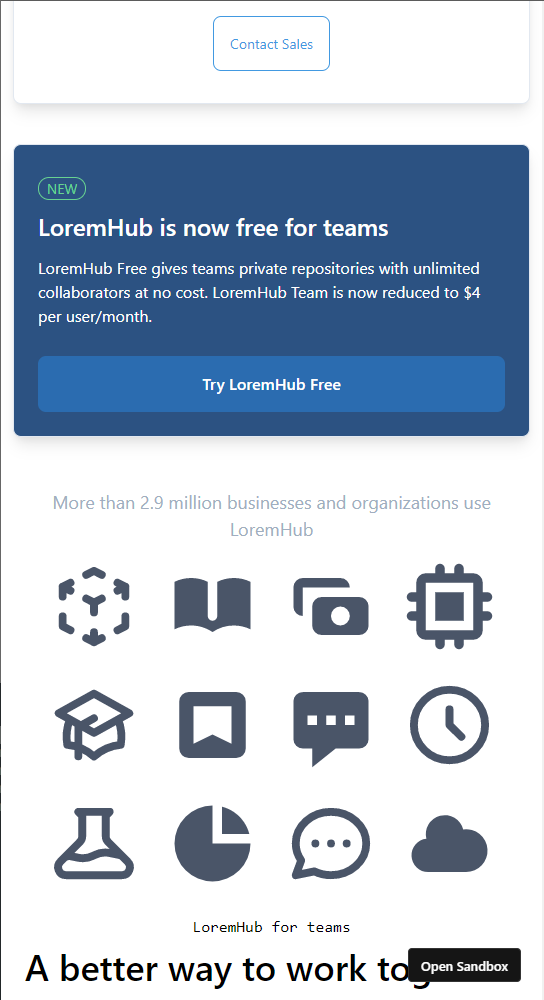 Contact Sales
NEW
LoremHub is now free for teams
LoremHub Free gives teams private repositories with unlimited
collaborators at no cost. LoremHub Team is now reduced to $4
per user/month.
Try LoremHub Free
More than 2.9 million businesses and organizations use
LoremHub
LoremHub for teams
A better way to work tog
Open Sandbox